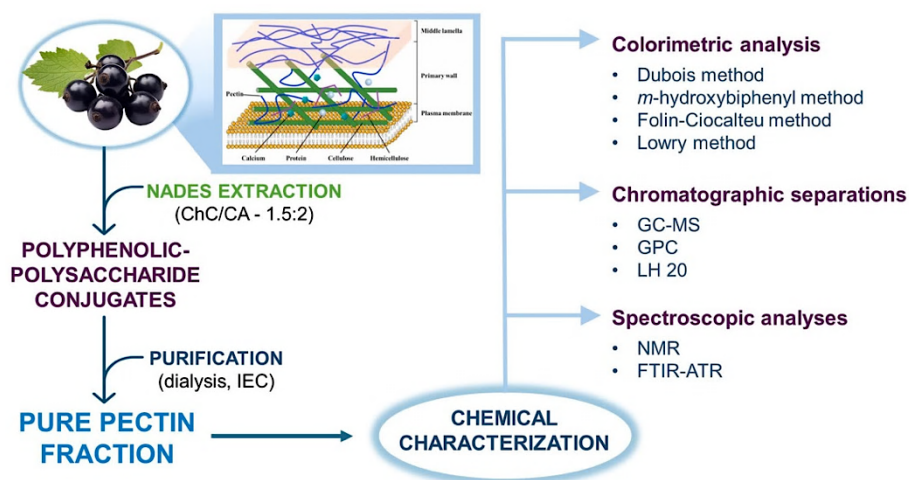 Middle lamella
Primary wall
Pectin
Plasma membrane
Calcium Protein Cellulose Hemicellulose
NADES EXTRACTION
(ChC/CA - 1.5:2)
POLYPHENOLIC-
POLYSACCHARIDE
CONJUGATES
PURIFICATION
(dialysis, IEC)
PURE PECTIN
FRACTION
CHEMICAL
CHARACTERIZATION
Colorimetric analysis
• Dubois method
• m-hydroxybiphenyl method
• Folin-Ciocalteu method
• Lowry method
Chromatographic separations
• GC-MS
• GPC
• LH 20
Spectroscopic analyses
• NMR
• FTIR-ATR